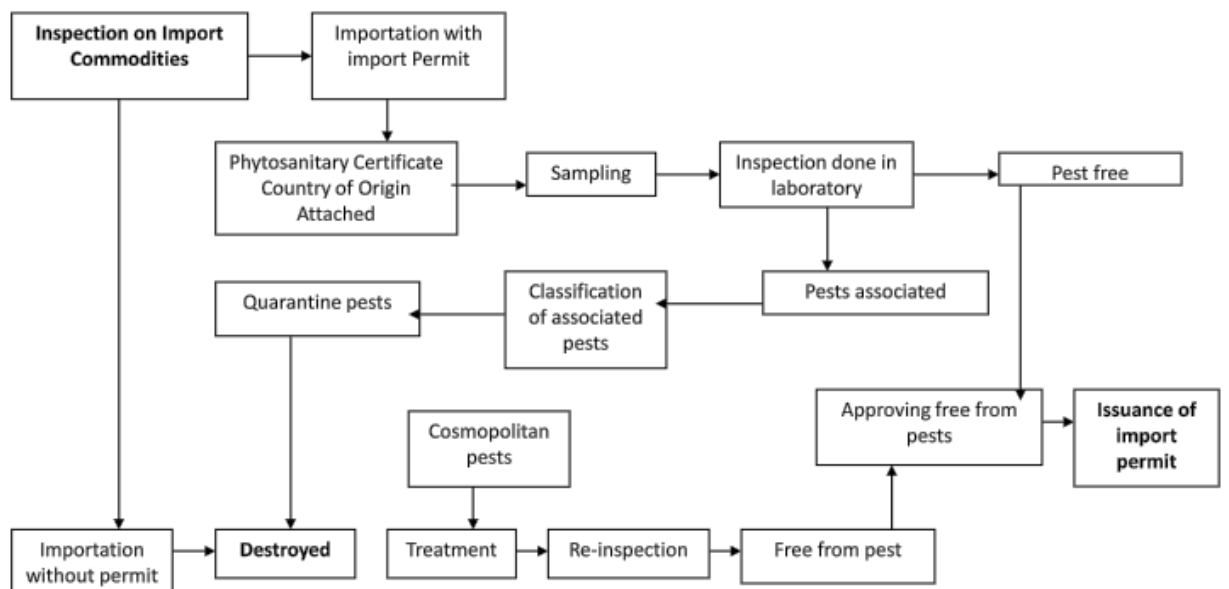 Inspection on Import
Commodities
Importation with
import Permit
Phytosanitary Certificate
Country of Origin
Attached
Sampling
Inspection done in
laboratory
Pest free
Quarantine pests
Classification
of associated
pests
Pests associated
Cosmopolitan
pests
Approving free from
pests
Issuance of
import
permit
Importation
without permit
Destroyed
Treatment
Re-inspection
Free from pest